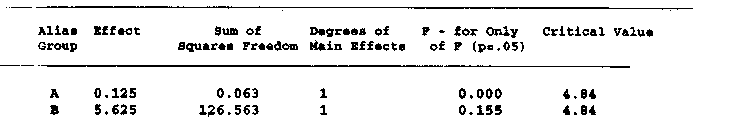 Alias Effect Sum of Degrees of F - for Only Critical Value
Group Squares Freedom Main Effects of F (p=.05)
A 0.125 0.063 1 0.000 4.84
B 5.625 126.563 1 0.155 4.84